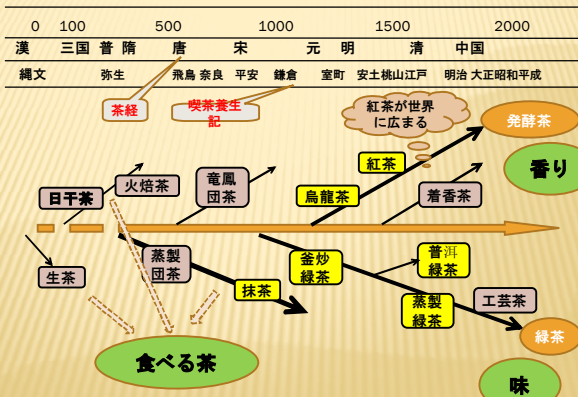 0 100 500 1000 1500 2000
漢 三国 普 隋 唐 宋 元 明 清 中国
縄文 弥生 飛鳥 奈良 平安 鎌倉 室町 安土桃山江戸 明治 大正昭和平成
茶経
喫茶養生
記
紅茶が世界
に広まる
発酵茶
香り
紅茶
竜鳳
団茶
火焙茶
日干茶
烏龍茶
着香茶
生茶
蒸製
団茶
抹茶
釜炒
緑茶
普洱
緑茶
蒸製
緑茶
工芸茶
緑茶
食べる茶
味